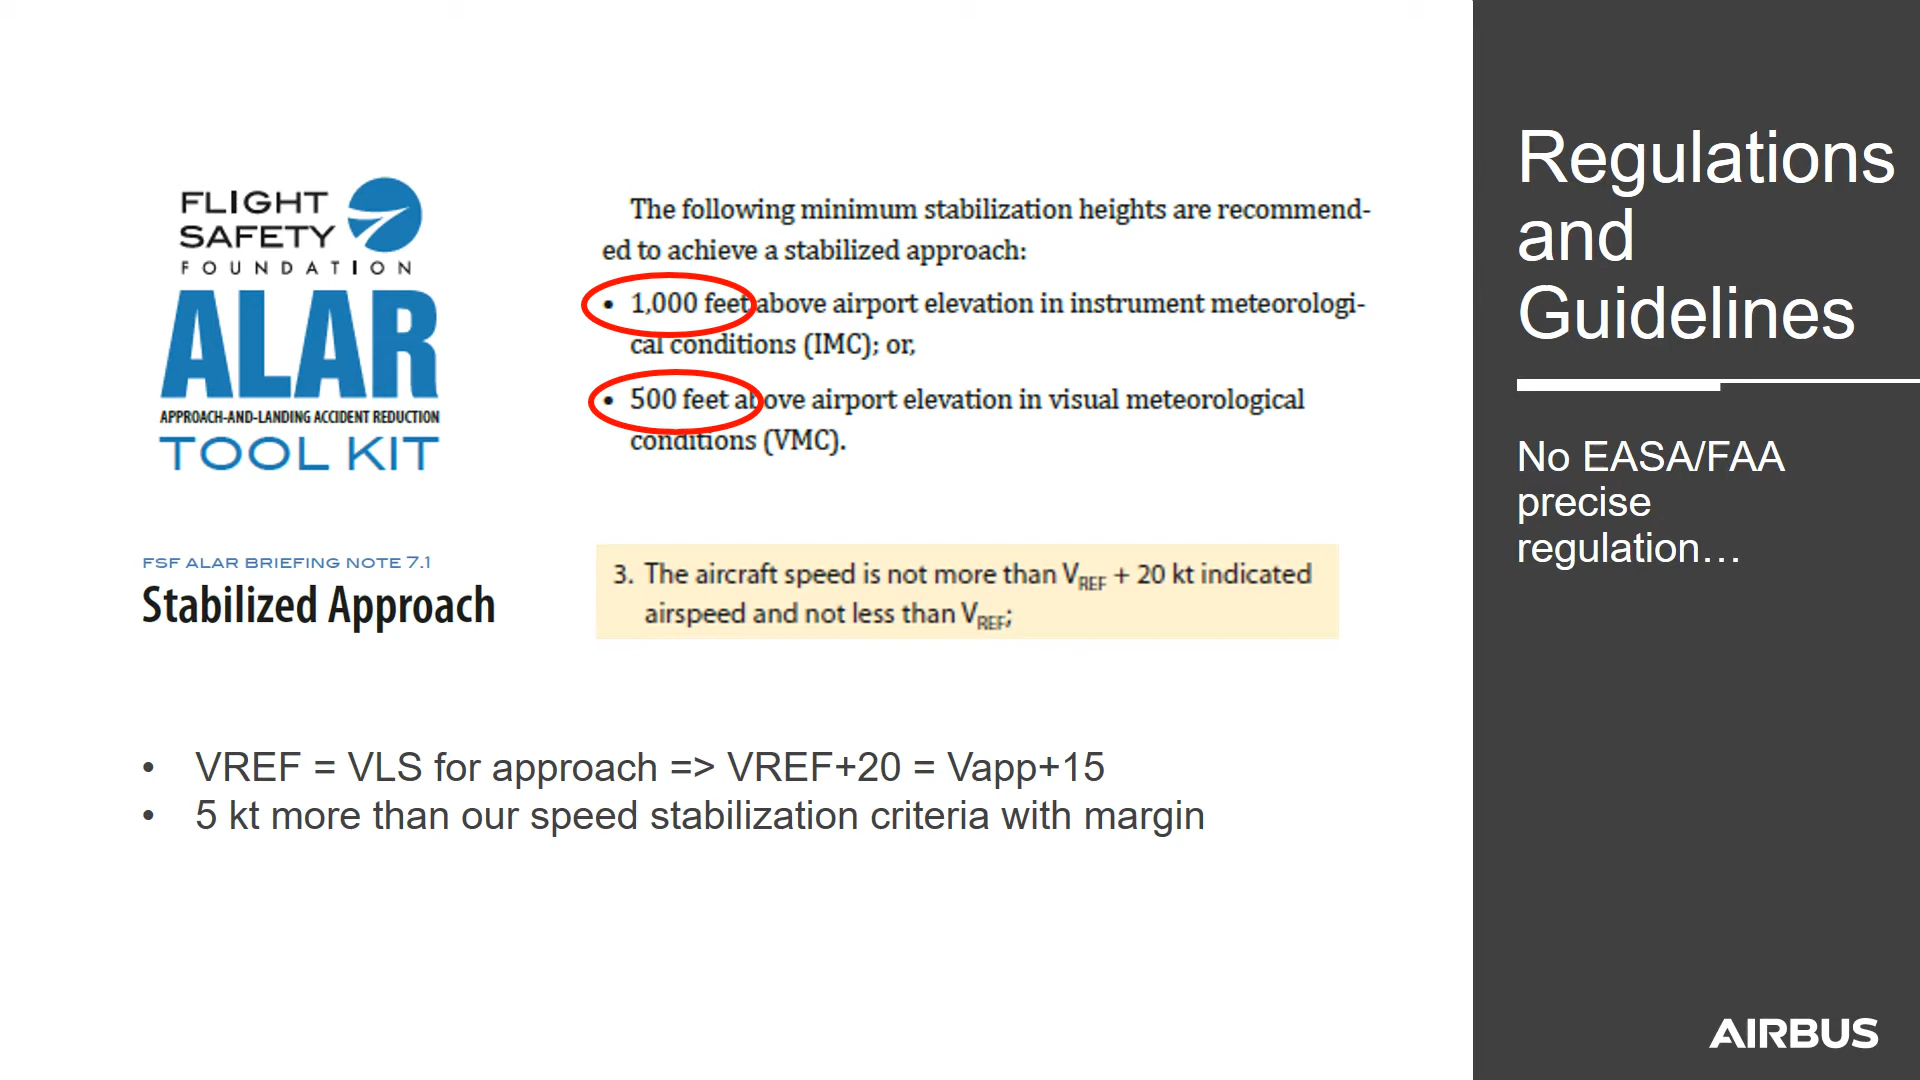 FLIGHT
SAFETY
FOUNDATION
ALAR
APPROACH-AND-LANDING ACCIDENT REDUCTION
TOOL KIT
The following minimum stabilization heights are recommend-
ed to achieve a stabilized approach:
• 1,000 feet above airport elevation in instrument meteorologi-
cal conditions (IMC); or,
• 500 feet above airport elevation in visual meteorological
conditions (VMC).
FSF ALAR BRIEFING NOTE 7.1
Stabilized Approach
3. The aircraft speed is not more than VREF + 20 kt indicated
airspeed and not less than VREF;
• VREF = VLS for approach => VREF+20 = Vapp+15
• 5 kt more than our speed stabilization criteria with margin
Regulations
and
Guidelines
No EASA/FAA
precise
regulation…
AIRBUS